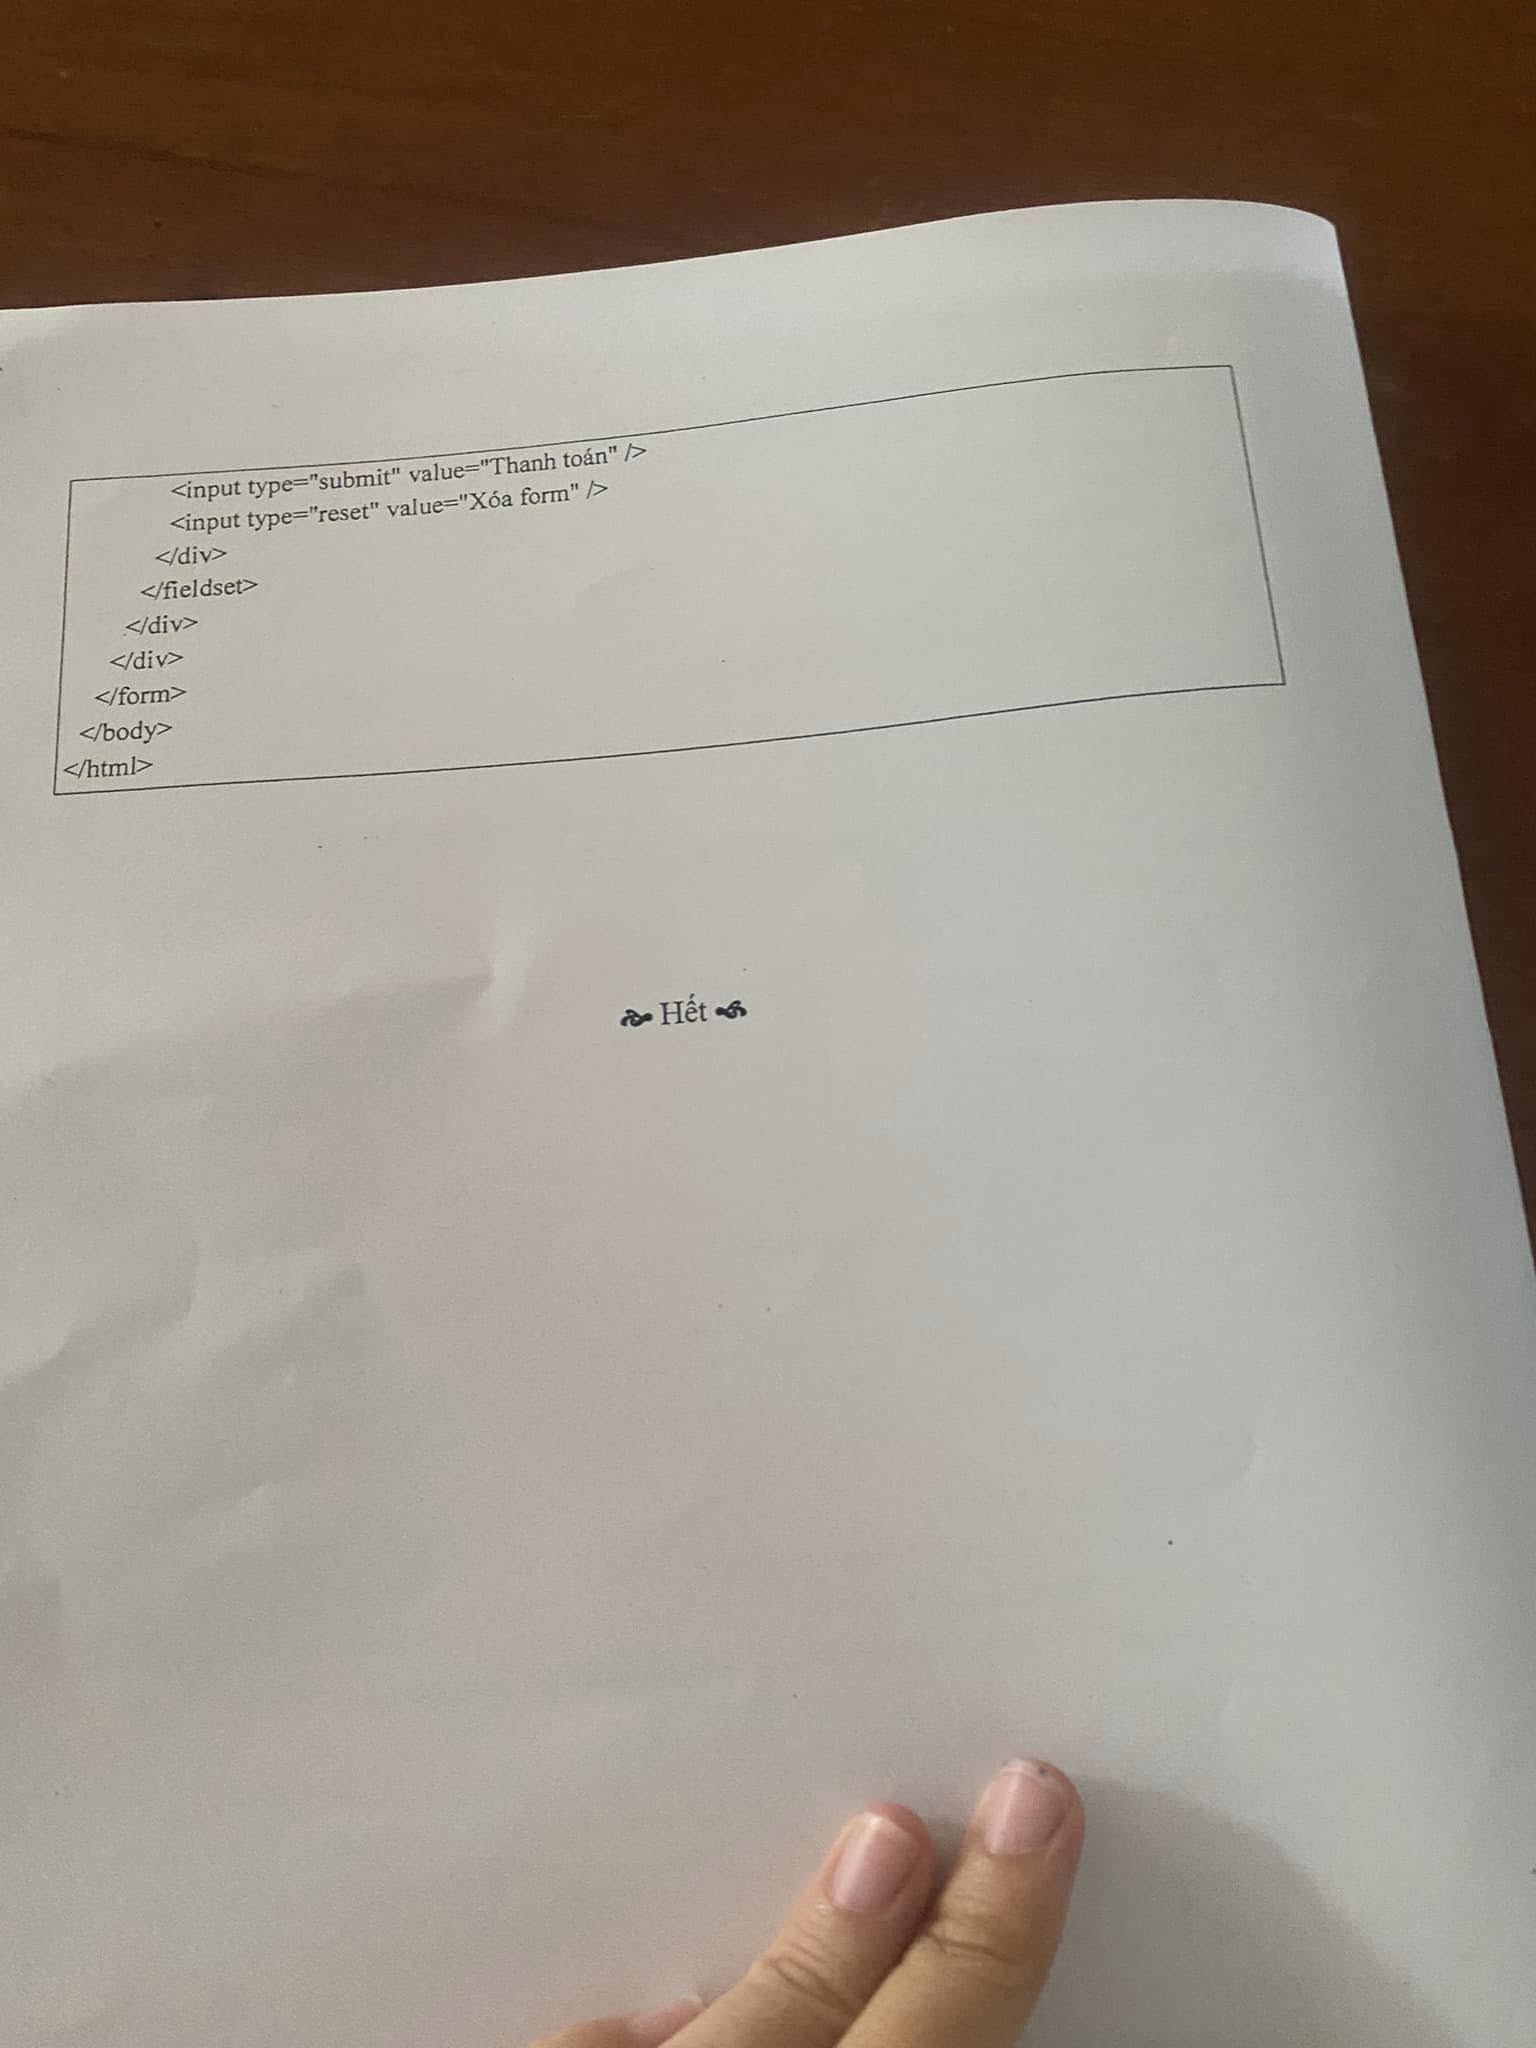 <input type="submit" value="Thanh toán" />
<input type="reset" value="Xóa form" />
</div>
</fieldset>
</div>
</div>
</form>
</body>
</html>
Hết